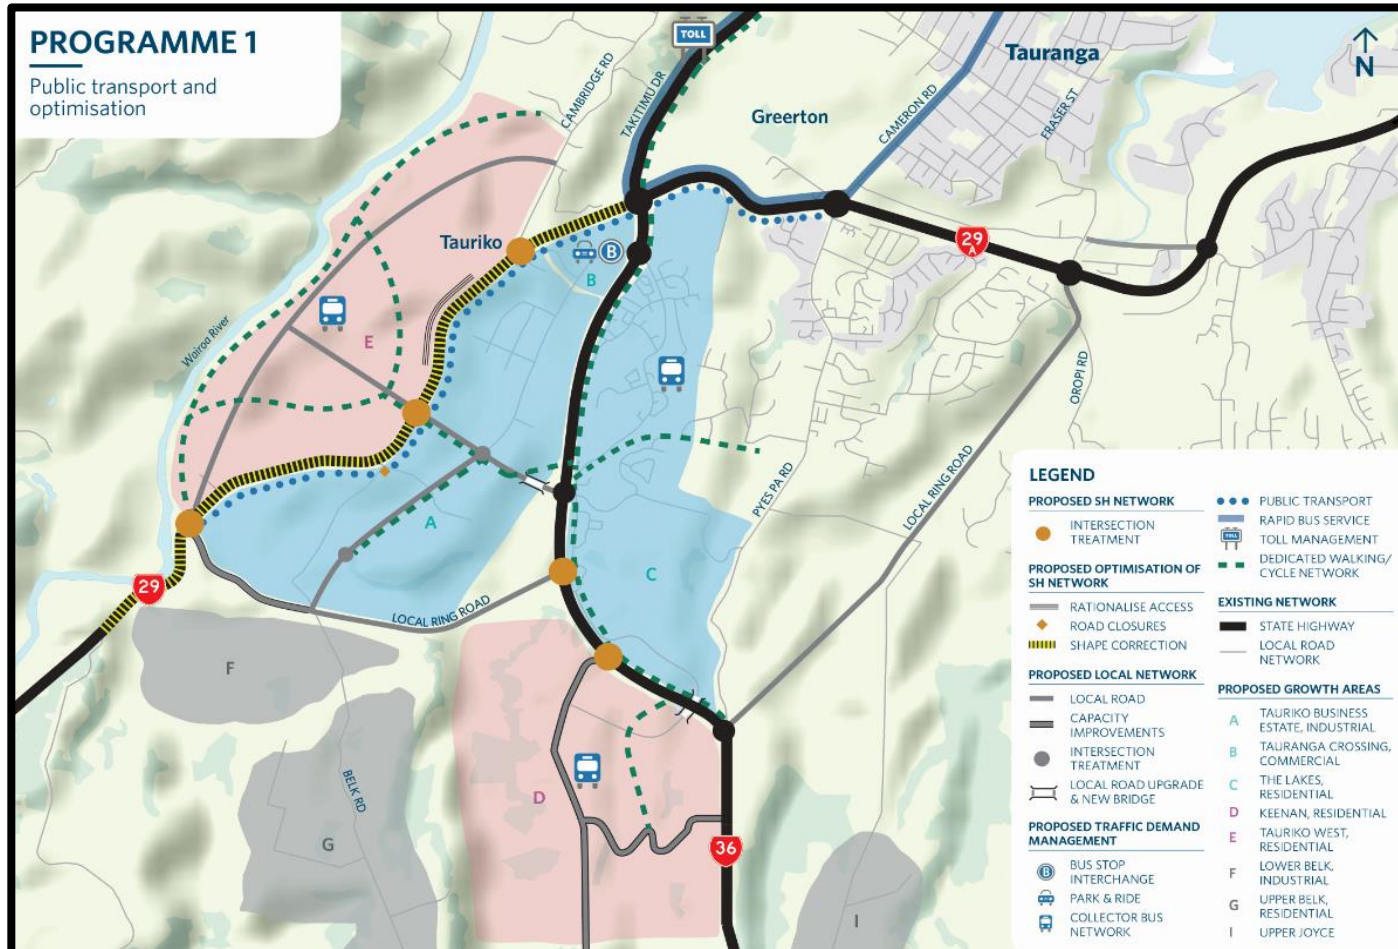 PROGRAMME 1
Public transport and
optimisation
TOLL
CAMBRIDGE RD
TAKITIMU DR
Greerton
CAMERON RD
Tauranga
FRASER ST
N
Tauriko
B
B
29
A
Wairoa River
E
OROPI RD
PYES PA RD
LOCAL RING ROAD
A
C
29
LOCAL RING ROAD
F
D
BELK RD
G
36
I
LEGEND
PROPOSED SH NETWORK
INTERSECTION
TREATMENT
PROPOSED OPTIMISATION OF
SH NETWORK
RATIONALISE ACCESS
ROAD CLOSURES
SHAPE CORRECTION
PROPOSED LOCAL NETWORK
LOCAL ROAD
CAPACITY
IMPROVEMENTS
INTERSECTION
TREATMENT
LOCAL ROAD UPGRADE
& NEW BRIDGE
PROPOSED TRAFFIC DEMAND
MANAGEMENT
B
BUS STOP
INTERCHANGE
PARK & RIDE
COLLECTOR BUS
NETWORK
PUBLIC TRANSPORT
RAPID BUS SERVICE
TOLL
TOLL MANAGEMENT
DEDICATED WALKING/
CYCLE NETWORK
EXISTING NETWORK
STATE HIGHWAY
LOCAL ROAD
NETWORK
PROPOSED GROWTH AREAS
A TAURIKO BUSINESS
ESTATE, INDUSTRIAL
B TAURANGA CROSSING,
COMMERCIAL
C THE LAKES,
RESIDENTIAL
D KEENAN, RESIDENTIAL
E TAURIKO WEST,
RESIDENTIAL
F LOWER BELK,
INDUSTRIAL
G UPPER BELK,
RESIDENTIAL
I UPPER JOYCE